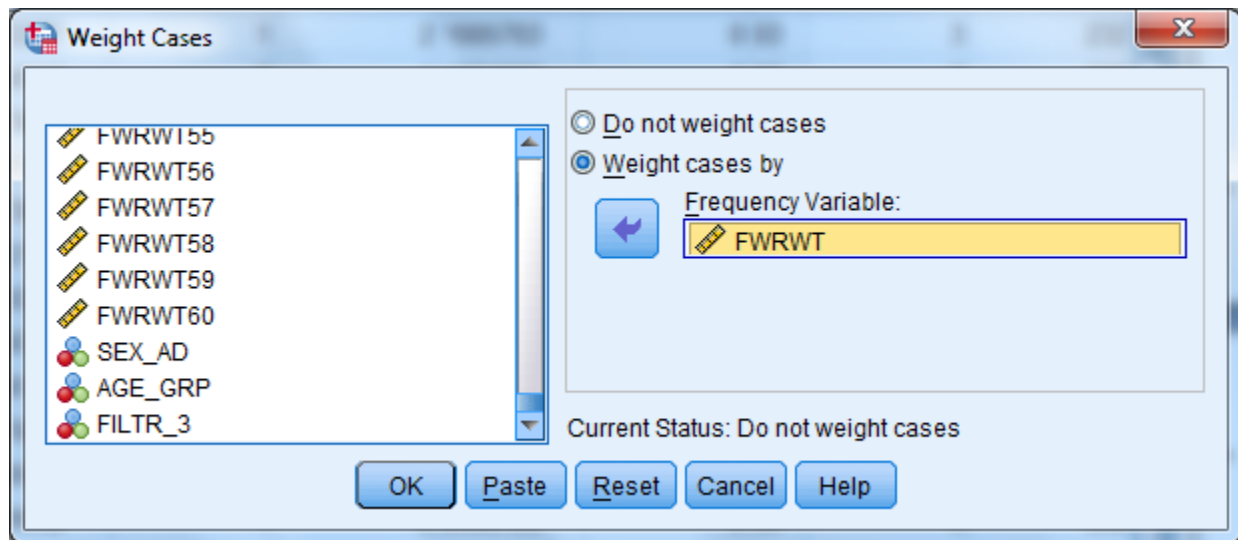 Weight Cases
FWRWT55
FWRWT56
FWRWT57
FWRWT58
FWRWT59
FWRWT60
SEX_AD
AGE_GRP
FILTR_3
Do not weight cases
Weight cases by
Frequency Variable:
FWRWT
Current Status: Do not weight cases
OK Paste Reset Cancel Help